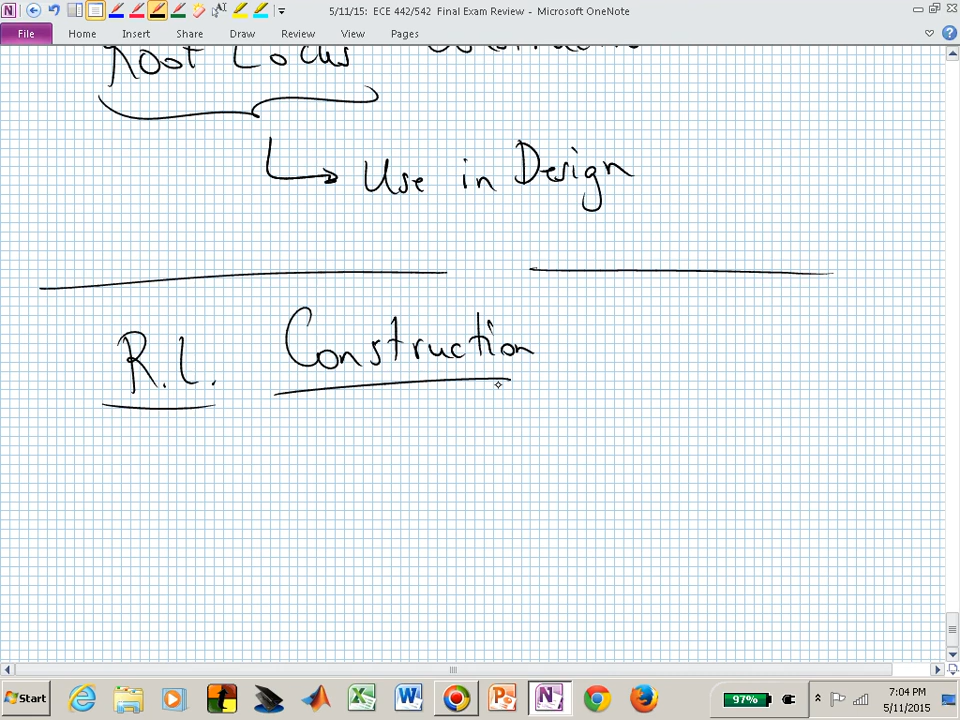 5/11/15: ECE 442/542 Final Exam Review - Microsoft OneNote
File Home Insert Share Draw Review View Pages
Root Locus
Use in Design
R.L. Construction
Start
97%
7:04 PM
5/11/2015